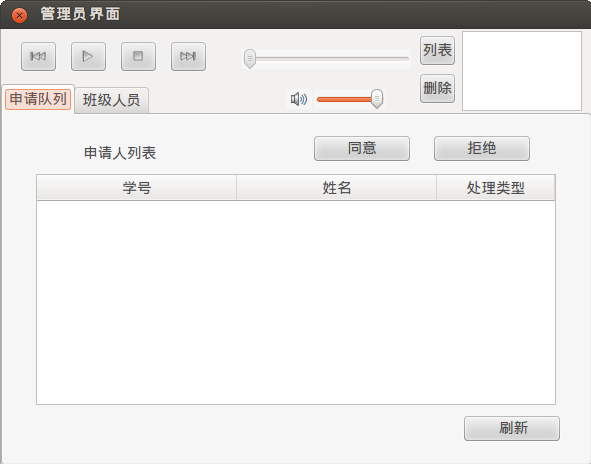 管理员界面
列表
删除
申请队列 班级人员
申请人列表 同意 拒绝
学号 姓名 处理类型
刷新